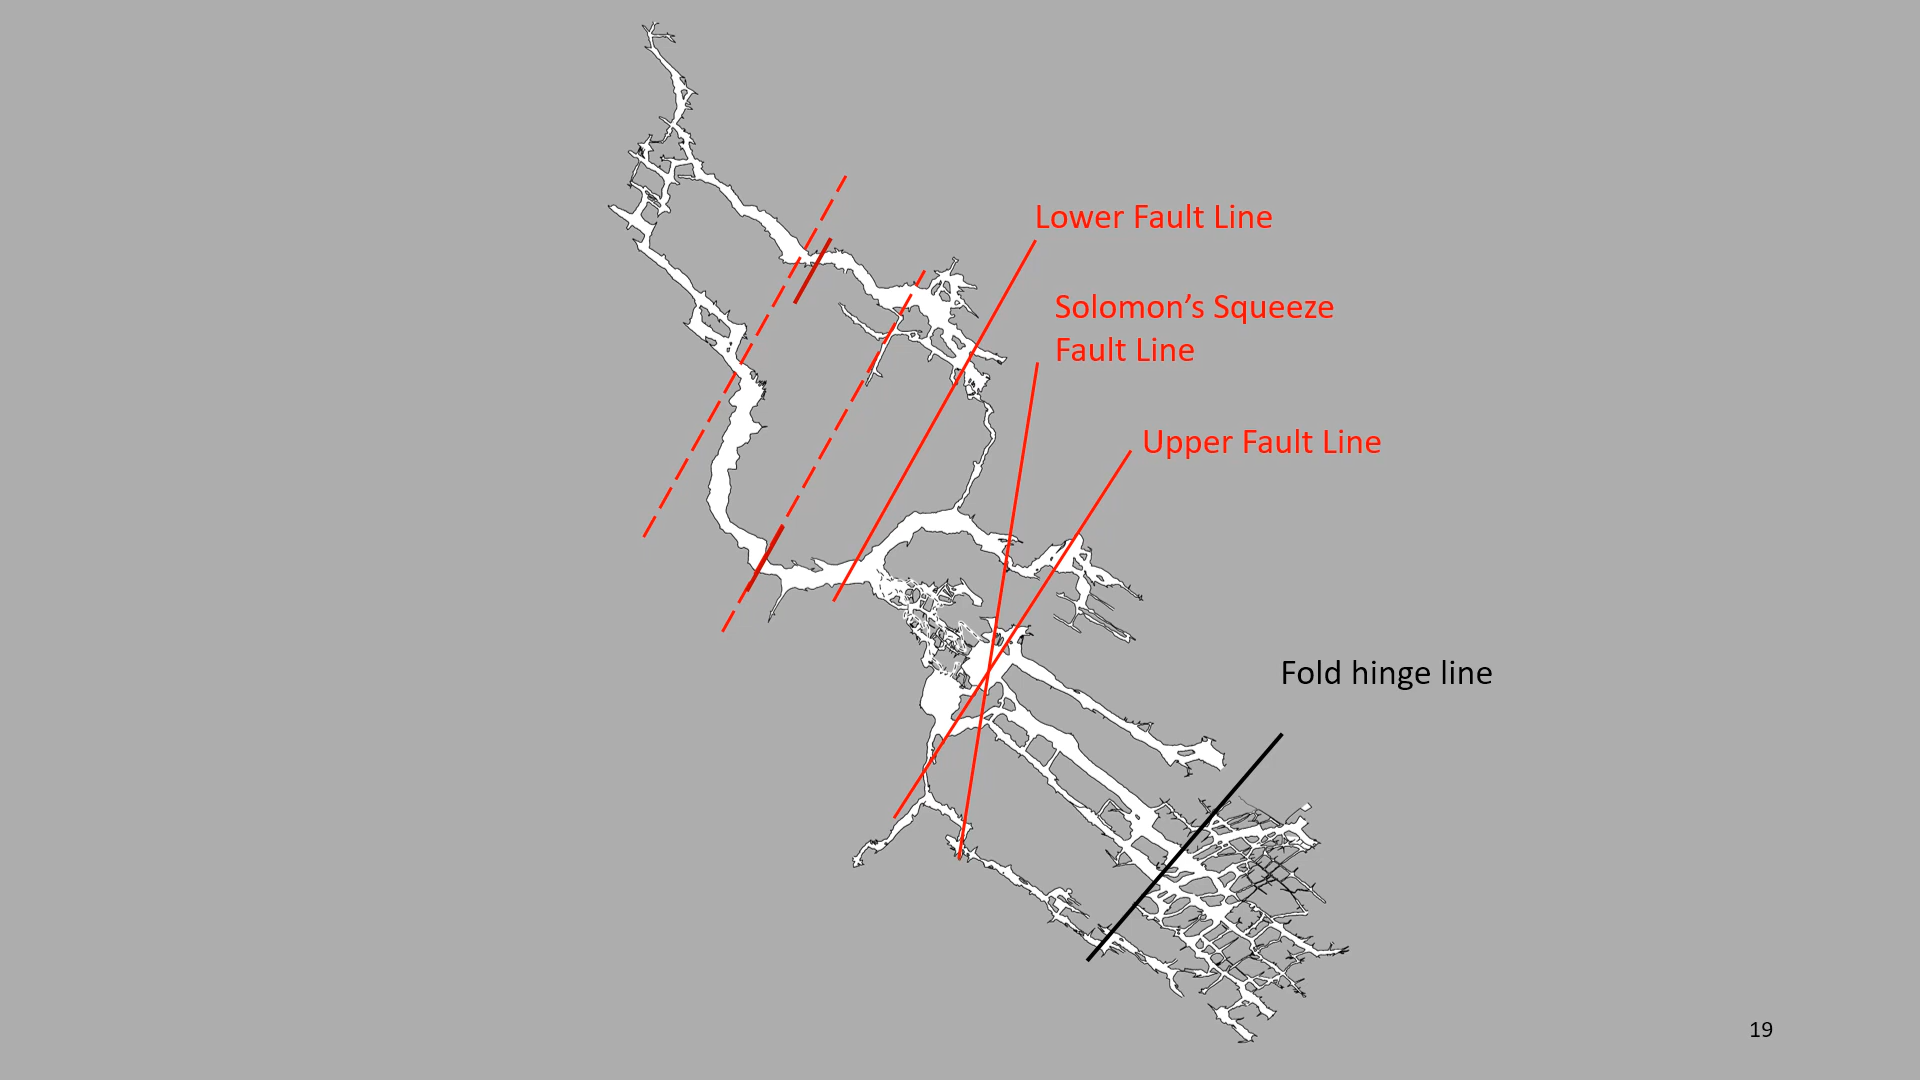 Lower Fault Line
Solomon’s Squeeze
Fault Line
Upper Fault Line
Fold hinge line
19